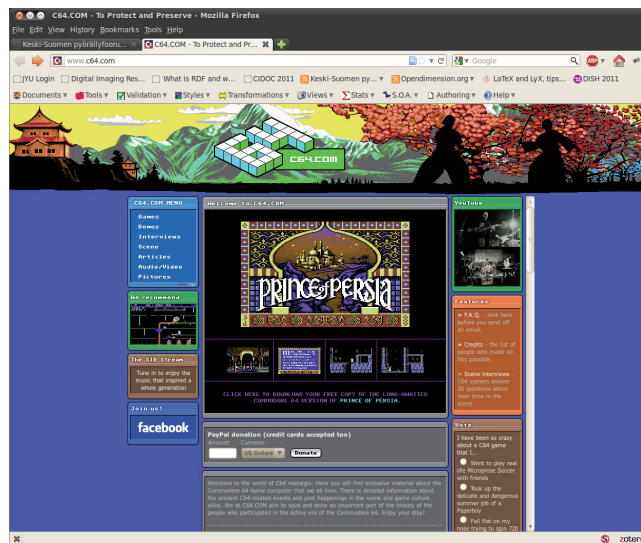 C64.COM - To Protect and Preserve - Mozilla Firefox
File Edit View History Bookmarks Tools Help
Keski-Suomen pyöräilyfooru...
C64.COM - To Protect and Pr...
www.c64.com
Google
JYU Login
Digital Imaging Res...
What is RDF and w...
CIDOC 2011
Keski-Suomen py...
Opendimension.org
LaTeX and LyX, tips...
DISH 2011
Documents
Tools
Validation
Styles
Transformations
Views
Stats
S.O.A.
Authoring
Help
C64.COM
C64.COM MENU
Games
Demos
Interviews
Scene
Articles
Audio/Video
Pictures
We recommend
The SID Stream
Tune in to enjoy the
music that inspired a
whole generation
Join us!
facebook
Welcome to C64.COM
PRINCE of PERSIA
CLICK HERE TO DOWNLOAD YOUR FREE COPY OF THE LONG-AWAITED
COMMODORE 64 VERSION OF PRINCE OF PERSIA.
PayPal donation (credit cards accepted too)
Amount: Currency:
US Dollars Donate
Welcome to the world of C64 nostalgia. Here you will find exclusive material about the
Commodore 64 home computer that we all love. There is detailed information about
the present C64-related events and past happenings in the scene and game culture
alike. We at C64.COM aim to save and store an important part of the history of the
people who participated in the active era of the Commodore 64. Enjoy your stay!
YouTube
Features
» F.A.Q. - look here
before you send off
an email.
» Credits - the list of
people who made all
this possible.
» Scene interviews -
C64 sceners answer
20 questions about
their time in the
scene.
Vote
I have been so crazy
about a C64 game
that I...
Went to play real
life Microprose Soccer
with friends
Took up the
delicate and dangerous
summer job of a
Paperboy
Fell flat on my
nose trying to spin 720
zoten